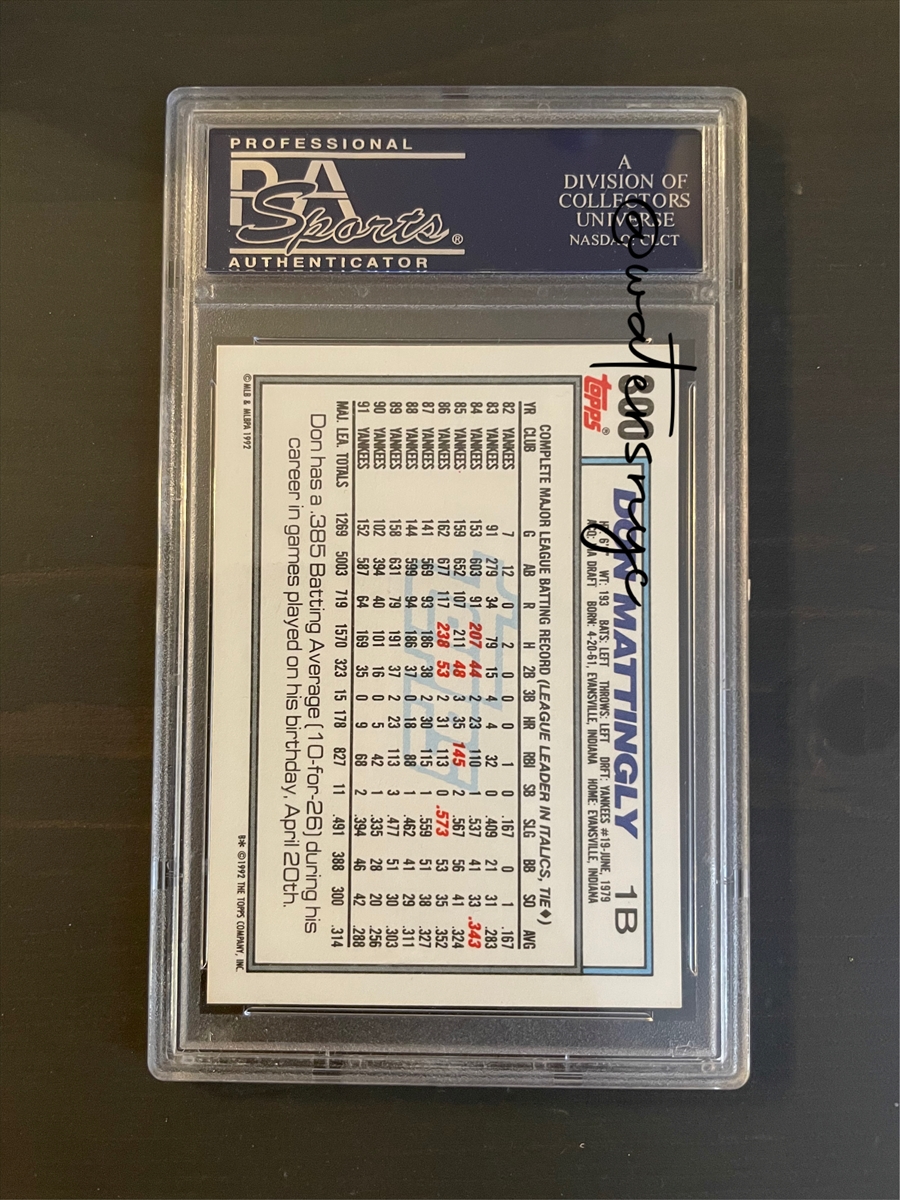 PROFESSIONAL
PSA
Sports®
AUTHENTICATOR
A
DIVISION OF
COLLECTORS
UNIVERSE
NASDAQ: CLCT
@watersnyc
800
topps®
DON MATTINGLY 1B
WT: 193 BATS: LEFT THROWS: LEFT DRFT: YANKEES #19-JUNE, 1979
DRAFT BORN: 4-20-61, EVANSVILLE, INDIANA HOME: EVANSVILLE, INDIANA
COMPLETE MAJOR LEAGUE BATTING RECORD (LEAGUE LEADER IN ITALICS, TIE♦)
YR CLUB G AB R H 2B 3B HR RBI SB SLG BB SO AVG
82 YANKEES 7 12 0 2 0 0 0 1 0 .167 0 1 .167
83 YANKEES 91 279 34 79 15 4 4 32 0 .409 21 31 .283
84 YANKEES 153 603 91 207 44 2 23 110 1 .537 41 33 .343
85 YANKEES 159 652 107 211 48 3 35 145 2 .567 56 41 .324
86 YANKEES 162 677 117 238 53 2 31 113 0 .573 53 35 .352
87 YANKEES 141 569 93 186 38 2 30 115 1 .559 51 38 .327
88 YANKEES 144 599 94 186 37 0 18 88 1 .462 41 29 .311
89 YANKEES 158 631 79 191 37 2 23 113 3 .477 51 30 .303
90 YANKEES 102 394 40 101 16 0 5 42 1 .335 28 20 .256
91 YANKEES 152 587 64 169 35 0 9 68 2 .394 46 42 .288
MAJ. LEA. TOTALS 1269 5003 719 1570 323 15 178 827 11 .491 388 300 .314
Don has a .385 Batting Average (10-for-26) during his
career in games played on his birthday, April 20th.
©MLB & MLBPA 1992
B* ©1992 THE TOPPS COMPANY, INC.